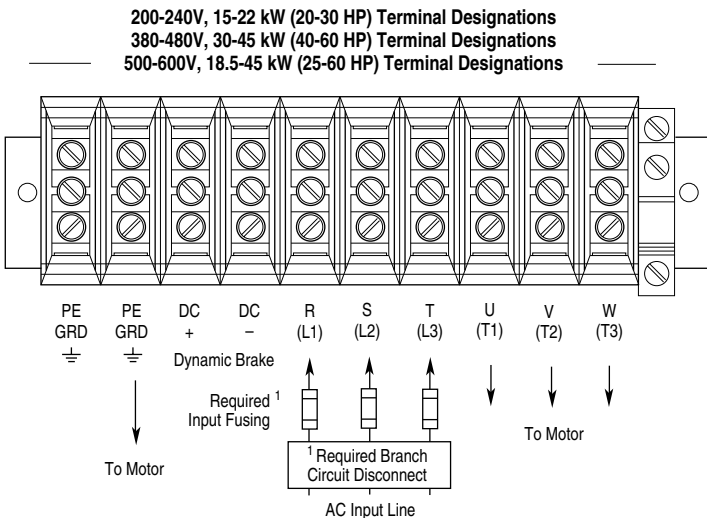 200-240V, 15-22 kW (20-30 HP) Terminal Designations
380-480V, 30-45 kW (40-60 HP) Terminal Designations
500-600V, 18.5-45 kW (25-60 HP) Terminal Designations
PE PE DC DC R S T U V W
GRD GRD + – (L1) (L2) (L3) (T1) (T2) (T3)
Dynamic Brake
Required 1
Input Fusing
To Motor
1 Required Branch
Circuit Disconnect
To Motor
AC Input Line